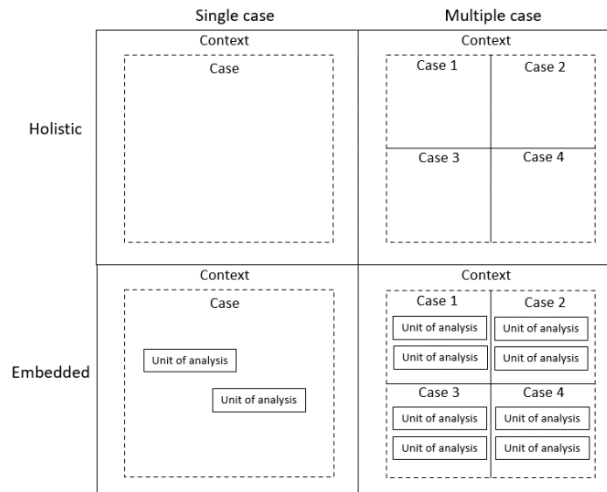 Single case
Multiple case
Holistic
Context
Case
Context
Case 1
Case 2
Case 3
Case 4
Embedded
Context
Case
Unit of analysis
Unit of analysis
Context
Case 1
Case 2
Unit of analysis
Unit of analysis
Unit of analysis
Unit of analysis
Case 3
Case 4
Unit of analysis
Unit of analysis
Unit of analysis
Unit of analysis